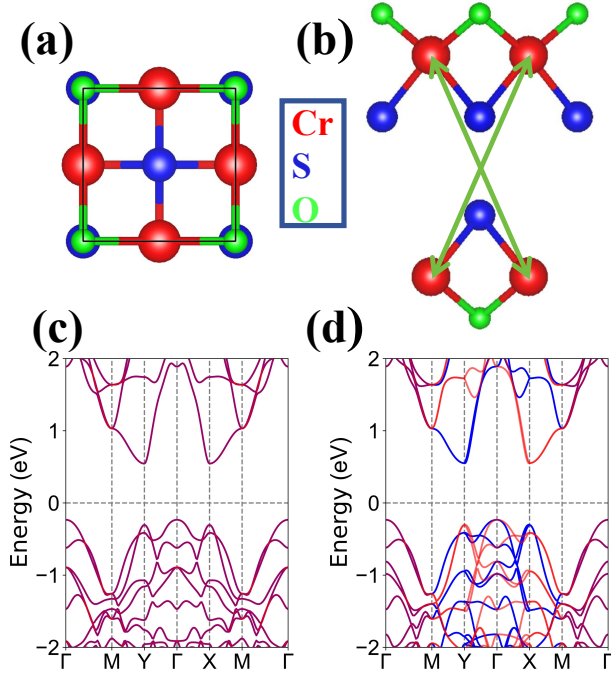 (a)
(b)
Cr
S
O
(c)
(d)
2
1
0
−1
−2
Energy (eV)
Γ M Y Γ X M Γ
2
1
0
−1
−2
Energy (eV)
Γ M Y Γ X M Γ